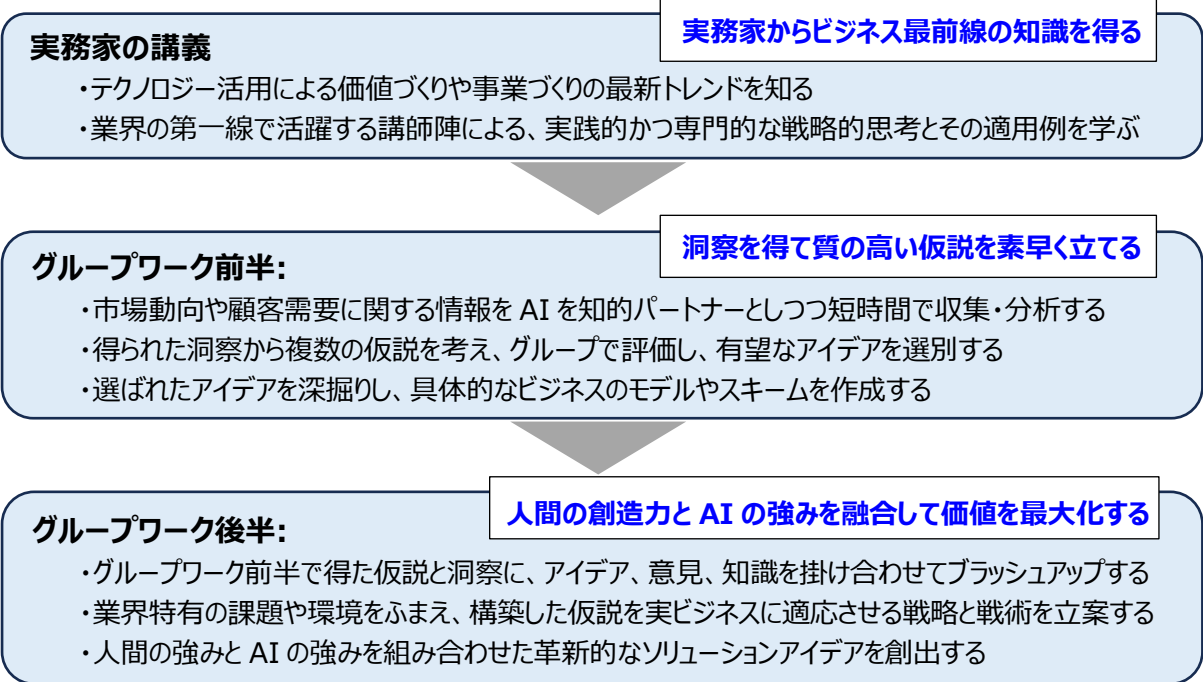 実務家からビジネス最前線の知識を得る
実務家の講義
・テクノロジー活用による価値づくりや事業づくりの最新トレンドを知る
・業界の第一線で活躍する講師陣による、実践的かつ専門的な戦略的思考とその適用例を学ぶ
洞察を得て質の高い仮説を素早く立てる
グループワーク前半:
・市場動向や顧客需要に関する情報を AI を知的パートナーとしつつ短時間で収集・分析する
・得られた洞察から複数の仮説を考え、グループで評価し、有望なアイデアを選別する
・選ばれたアイデアを深掘りし、具体的なビジネスのモデルやスキームを作成する
人間の創造力と AI の強みを融合して価値を最大化する
グループワーク後半:
・グループワーク前半で得た仮説と洞察に、アイデア、意見、知識を掛け合わせてブラッシュアップする
・業界特有の課題や環境をふまえ、構築した仮説を実ビジネスに適応させる戦略と戦術を立案する
・人間の強みと AI の強みを組み合わせた革新的なソリューションアイデアを創出する